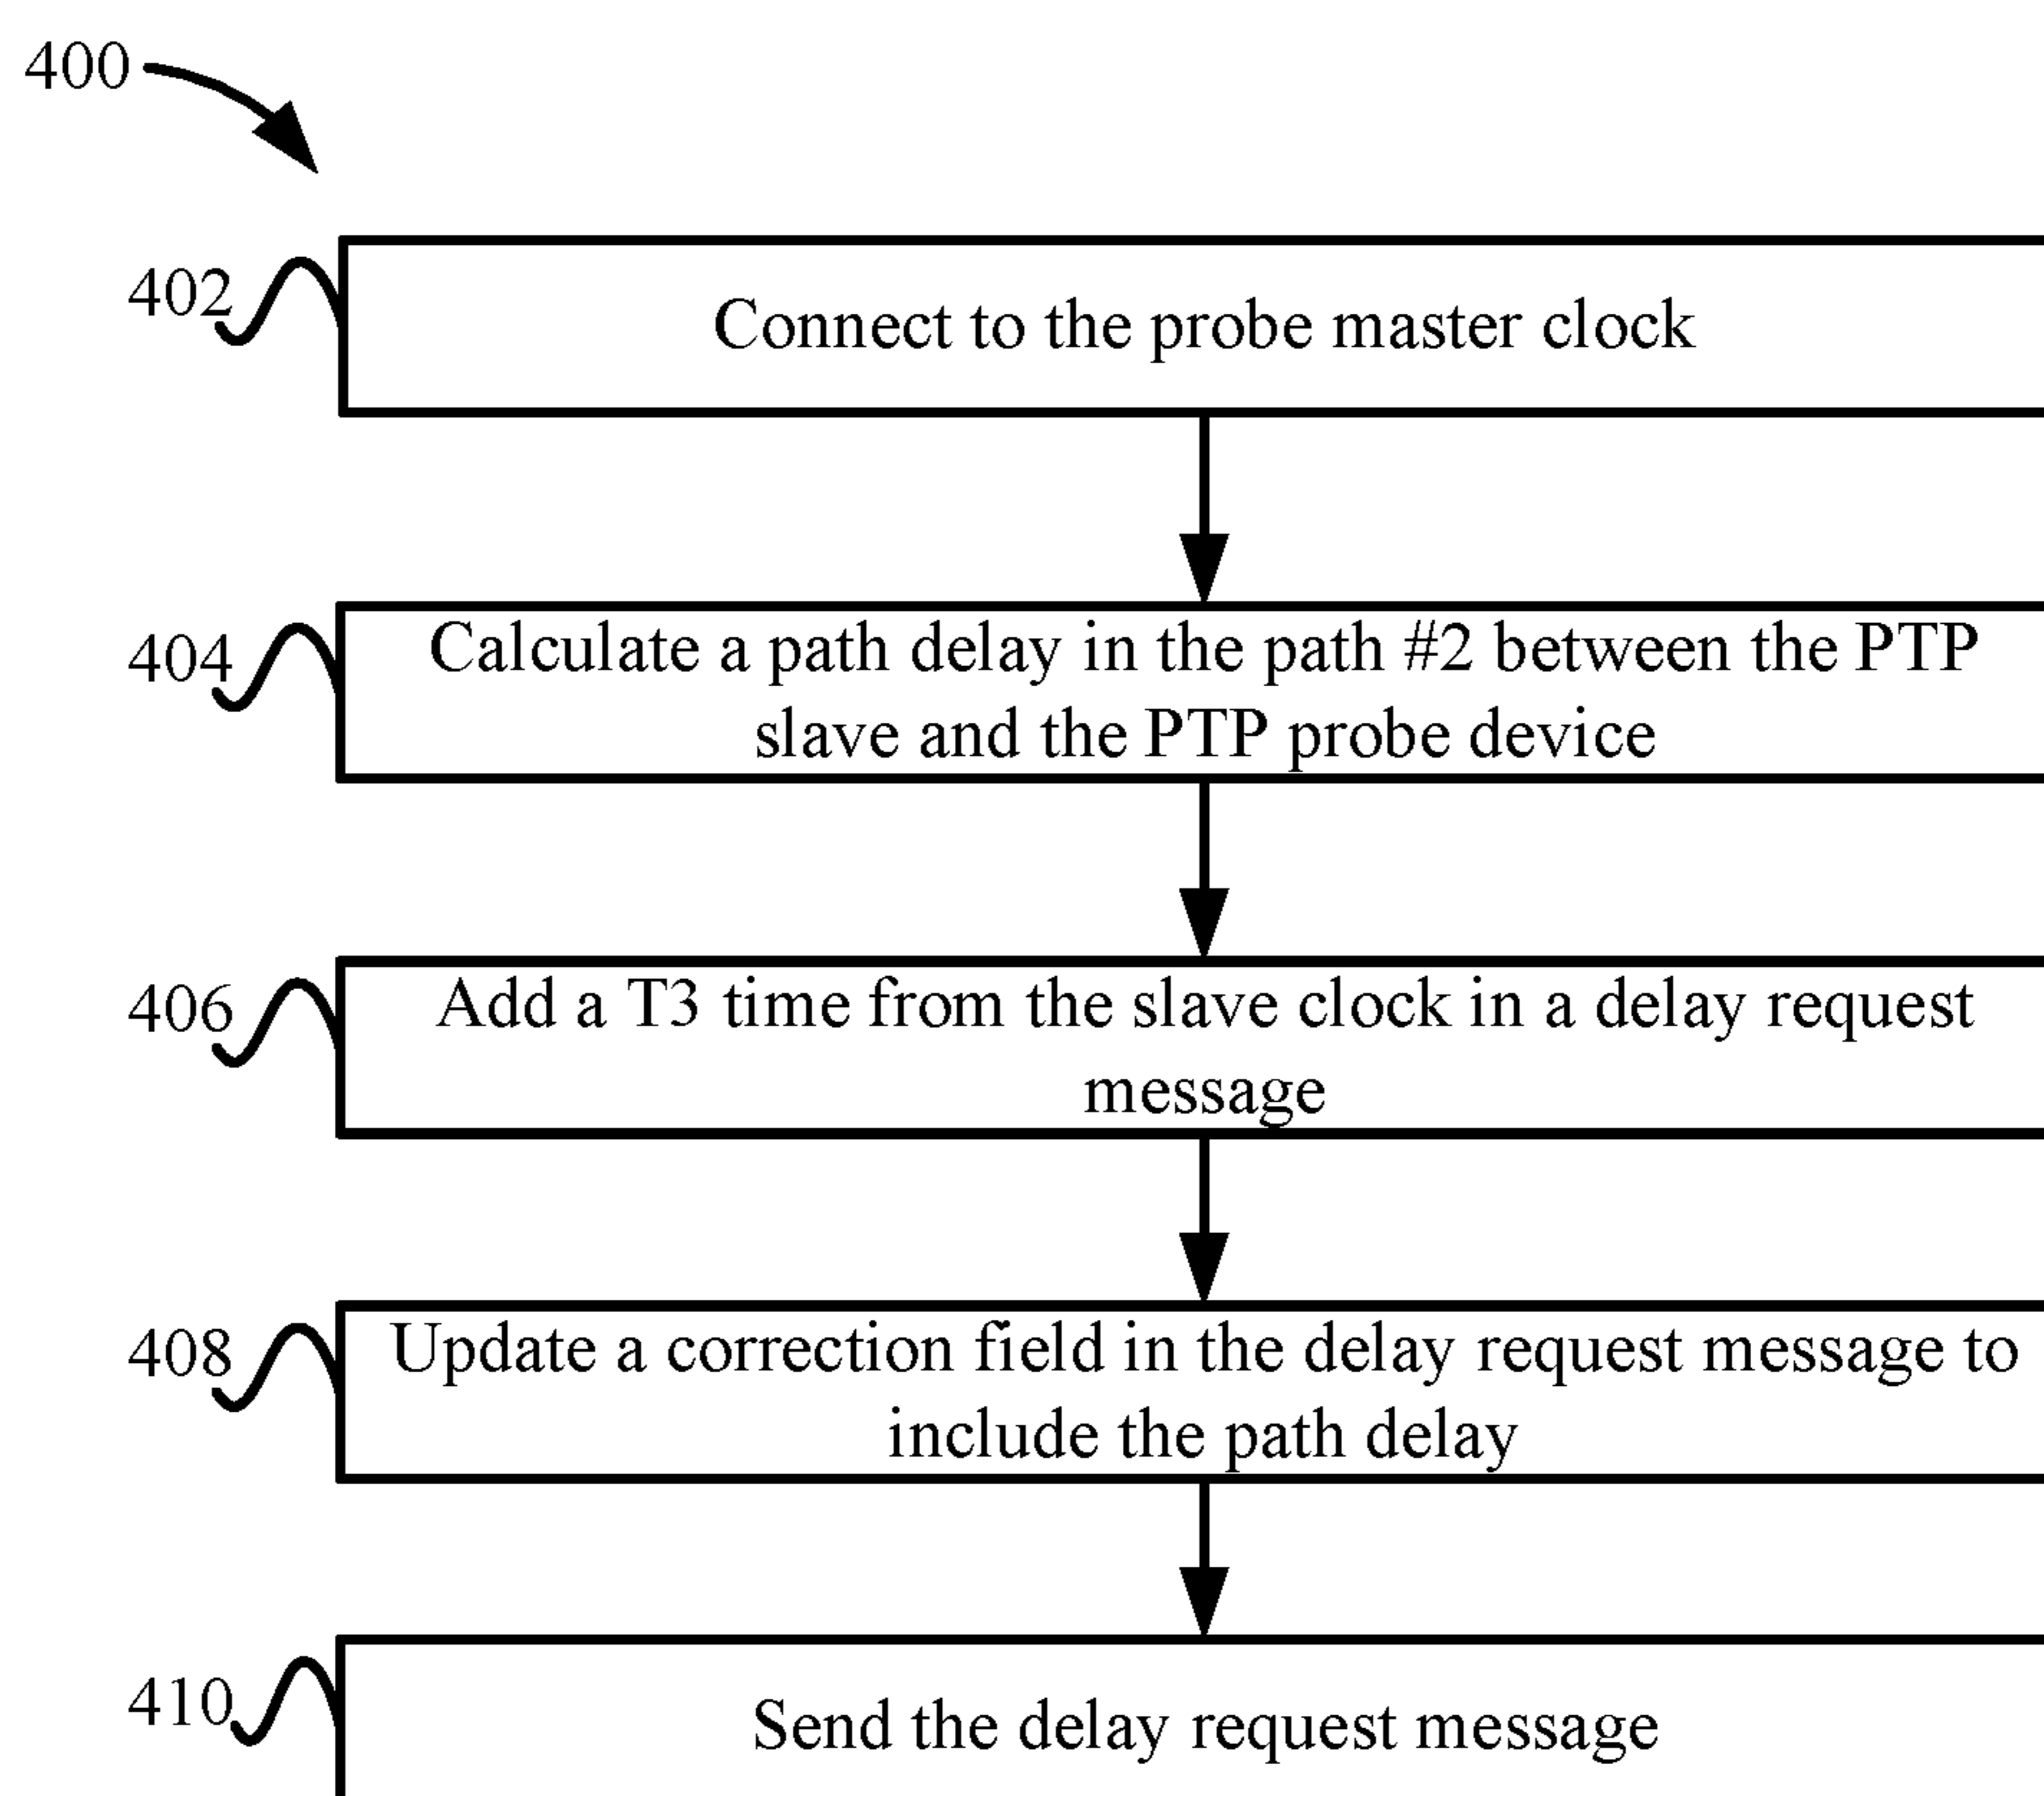 400
402
Connect to the probe master clock
404
Calculate a path delay in the path #2 between the PTP
slave and the PTP probe device
406
Add a T3 time from the slave clock in a delay request
message
408
Update a correction field in the delay request message to
include the path delay
410
Send the delay request message